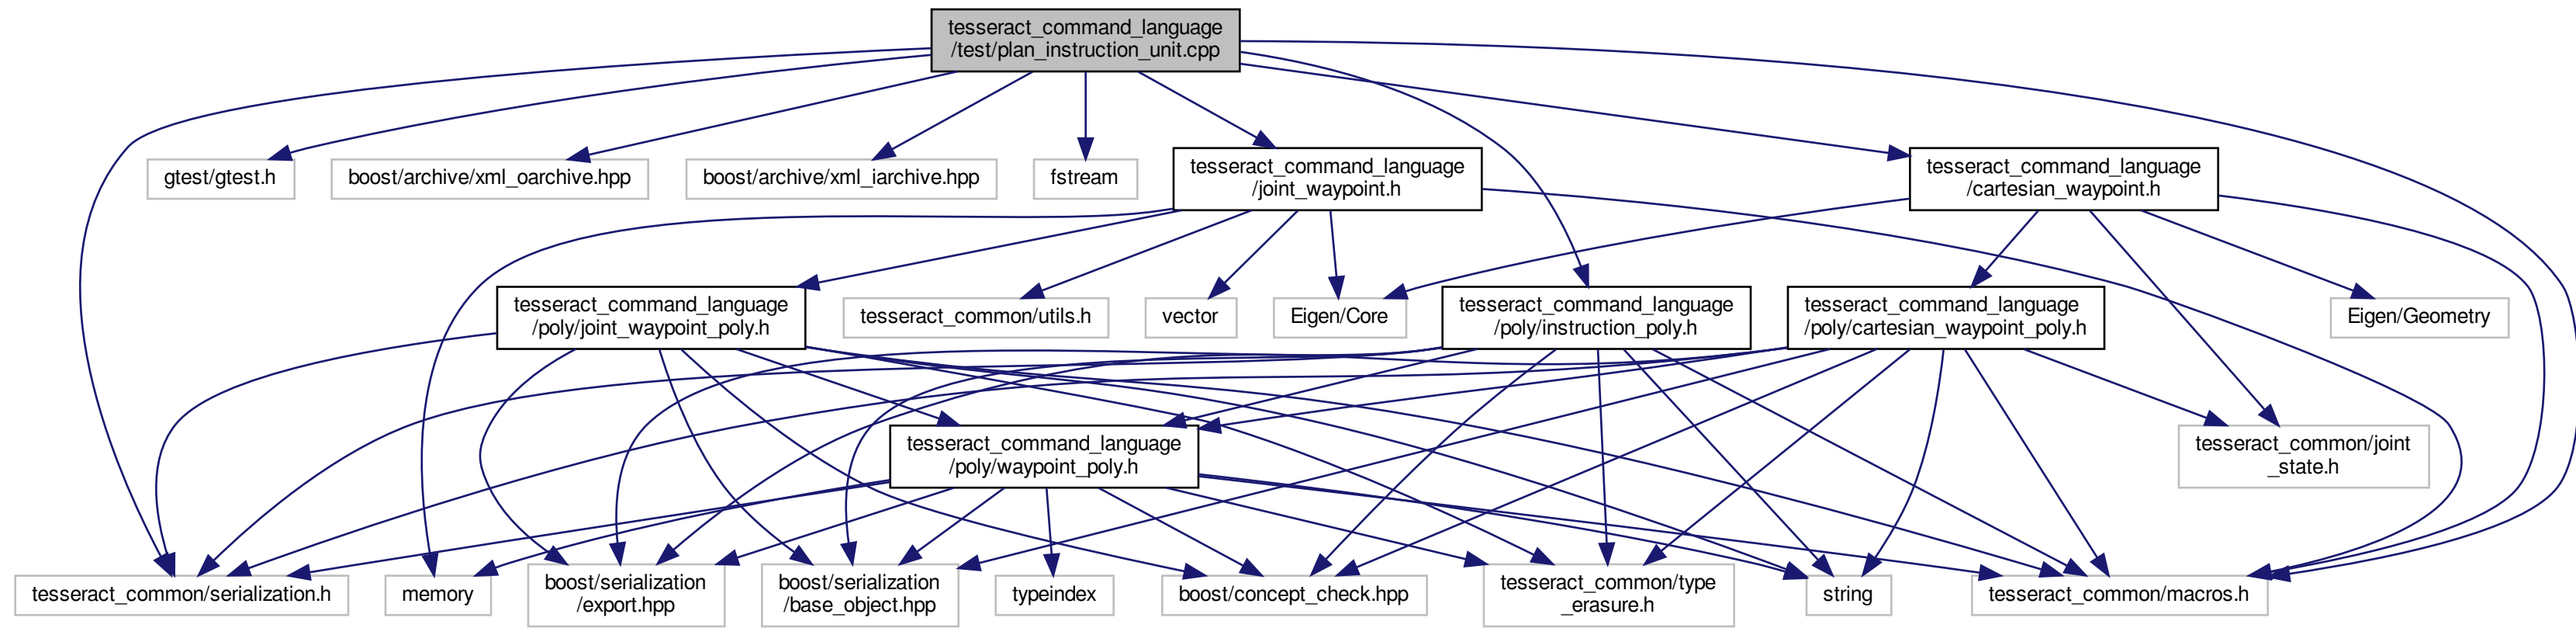 tesseract_command_language
/test/plan_instruction_unit.cpp
gtest/gtest.h
boost/archive/xml_oarchive.hpp
boost/archive/xml_iarchive.hpp
fstream
tesseract_command_language
/joint_waypoint.h
tesseract_command_language
/cartesian_waypoint.h
tesseract_command_language
/poly/joint_waypoint_poly.h
tesseract_common/utils.h
vector
Eigen/Core
tesseract_command_language
/poly/instruction_poly.h
tesseract_command_language
/poly/cartesian_waypoint_poly.h
Eigen/Geometry
tesseract_command_language
/poly/waypoint_poly.h
tesseract_common/joint
_state.h
tesseract_common/serialization.h
memory
boost/serialization
/export.hpp
boost/serialization
/base_object.hpp
typeindex
boost/concept_check.hpp
tesseract_common/type
_erasure.h
string
tesseract_common/macros.h